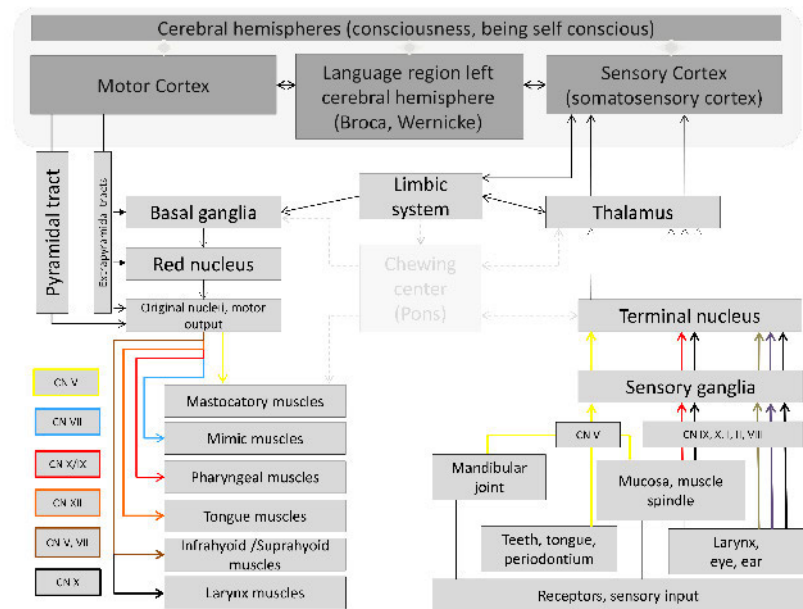 Cerebral hemispheres (consciousness, being self conscious)
Motor Cortex
Language region left
cerebral hemisphere
(Broca, Wernicke)
Sensory Cortex
(somatosensory cortex)
Pyramidal tract
Extrapyramidal tracts
Limbic
system
Basal ganglia
Thalamus
Red nucleus
Chewing
center
(Pons)
Original nucleii, motor
output
Terminal nucleus
Sensory ganglia
CN V
CN VII
CN X/IX
CN XII
CN V, VII
CN X
Mastocatory muscles
Mimic muscles
Pharyngeal muscles
Tongue muscles
Infrahyoid /Suprahyoid
muscles
Larynx muscles
CN V
CN IX, X, I, II, VIII
Mandibular
joint
Mucosa, muscle
spindle
Teeth, tongue,
periodontium
Larynx,
eye, ear
Receptors, sensory input